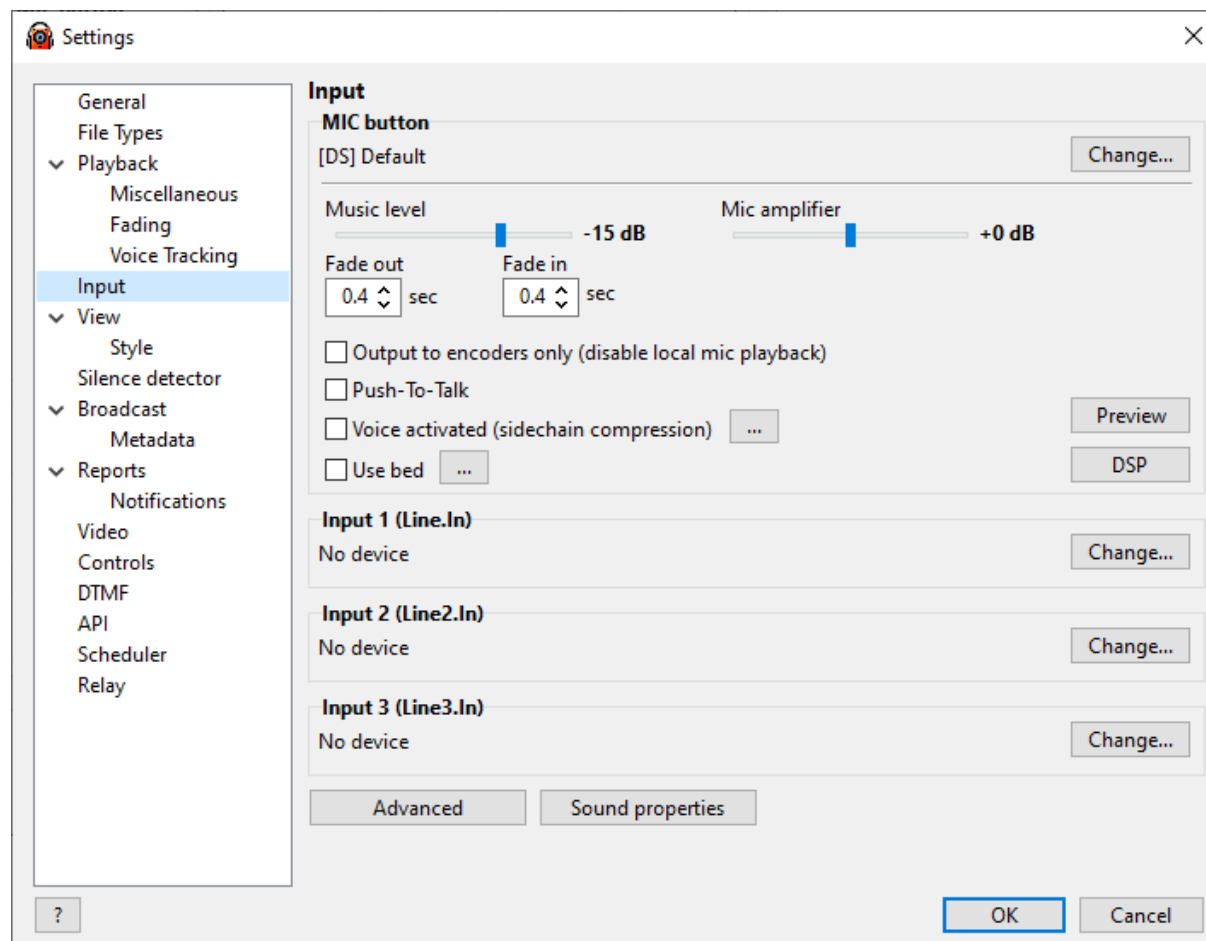 Settings
General
File Types
Playback
Miscellaneous
Fading
Voice Tracking
Input
View
Style
Silence detector
Broadcast
Metadata
Reports
Notifications
Video
Controls
DTMF
API
Scheduler
Relay
Input
MIC button
[DS] Default
Change...
Music level
-15 dB
Mic amplifier
+0 dB
Fade out
0.4 sec
Fade in
0.4 sec
Output to encoders only (disable local mic playback)
Push-To-Talk
Voice activated (sidechain compression) ...
Use bed ...
Preview
DSP
Input 1 (Line.In)
No device
Change...
Input 2 (Line2.In)
No device
Change...
Input 3 (Line3.In)
No device
Change...
Advanced
Sound properties
?
OK
Cancel